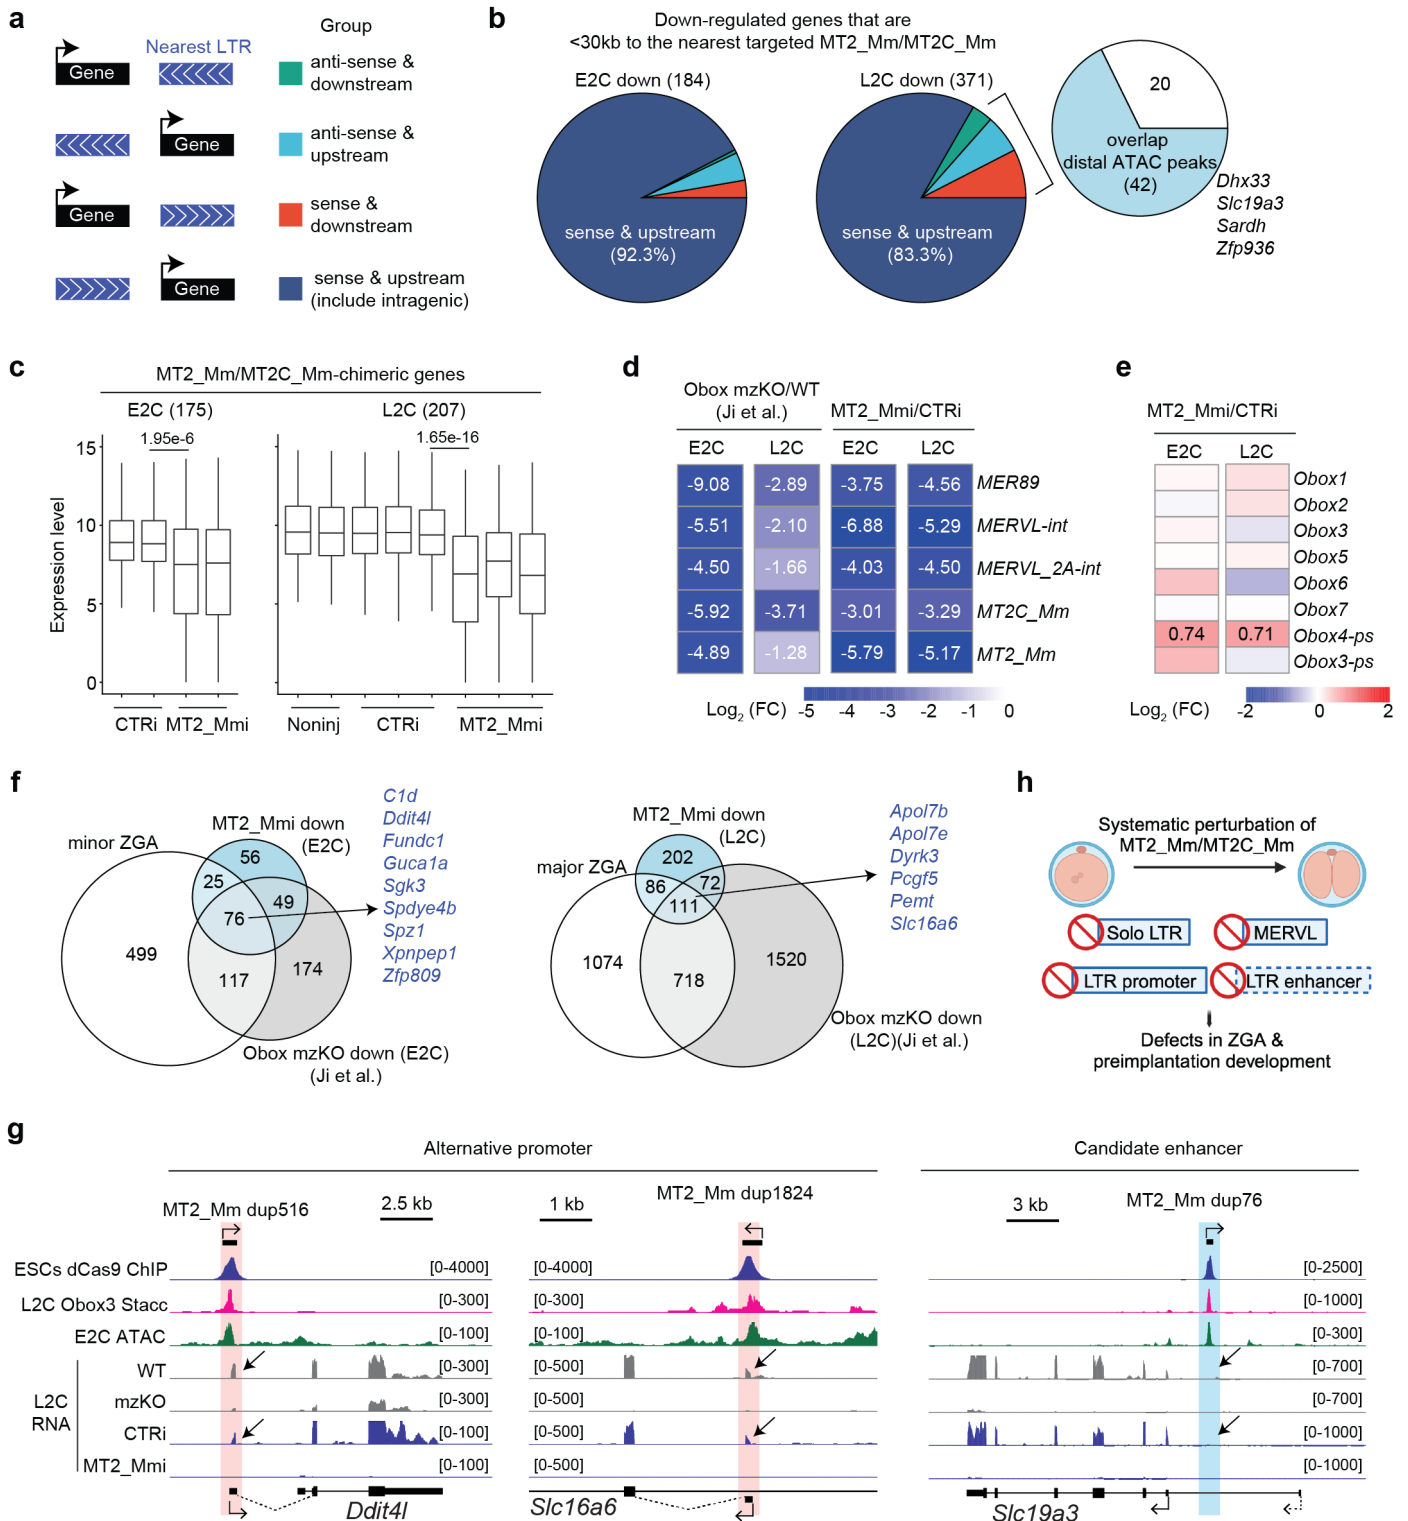 a
Nearest LTR
Group
Gene
anti-sense &
downstream
Gene
anti-sense &
upstream
Gene
sense &
downstream
Gene
sense & upstream
(include intragenic)
b
Down-regulated genes that are
<30kb to the nearest targeted MT2_Mm/MT2C_Mm
E2C down (184)
L2C down (371)
sense & upstream
(92.3%)
sense & upstream
(83.3%)
20
overlap
distal ATAC peaks
(42)
Dhx33
Slc19a3
Sardh
Zfp936
c
MT2_Mm/MT2C_Mm-chimeric genes
E2C (175)
L2C (207)
1.95e-6
1.65e-16
Expression level
15
10
5
0
CTRi
MT2_Mmi
Noninj
CTRi
MT2_Mmi
d
Obox mzKO/WT
(Ji et al.)
MT2_Mmi/CTRi
E2C L2C E2C L2C
-9.08 -2.89 -3.75 -4.56 MER89
-5.51 -2.10 -6.88 -5.29 MERVL-int
-4.50 -1.66 -4.03 -4.50 MERVL_2A-int
-5.92 -3.71 -3.01 -3.29 MT2C_Mm
-4.89 -1.28 -5.79 -5.17 MT2_Mm
Log2 (FC) -5 -4 -3 -2 -1 0
e
MT2_Mmi/CTRi
E2C L2C
Obox1
Obox2
Obox3
Obox5
Obox6
Obox7
0.74 0.71 Obox4-ps
Obox3-ps
Log2 (FC) -2 0 2
f
minor ZGA
MT2_Mmi down
(E2C)
56
25
49
76
499
117
174
Obox mzKO down (E2C)
(Ji et al.)
C1d
Ddit4l
Fundc1
Guca1a
Sgk3
Spdye4b
Spz1
Xpnpep1
Zfp809
MT2_Mmi down
(L2C)
major ZGA
202
86
72
111
1074
718
1520
Obox mzKO down
(L2C)(Ji et al.)
Apol7b
Apol7e
Dyrk3
Pcgf5
Pemt
Slc16a6
h
Systematic perturbation of
MT2_Mm/MT2C_Mm
Solo LTR
MERVL
LTR promoter
LTR enhancer
Defects in ZGA &
preimplantation development
g
Alternative promoter
Candidate enhancer
MT2_Mm dup516
2.5 kb
1 kb
MT2_Mm dup1824
3 kb
MT2_Mm dup76
ESCs dCas9 ChIP [0-4000] [0-4000] [0-2500]
L2C Obox3 Stacc [0-300] [0-300] [0-1000]
E2C ATAC [0-100] [0-100] [0-300]
L2C
RNA
WT [0-300] [0-500] [0-700]
mzKO [0-300] [0-500] [0-700]
CTRi [0-100] [0-500] [0-1000]
MT2_Mmi [0-100] [0-500] [0-1000]
Ddit4l
Slc16a6
Slc19a3